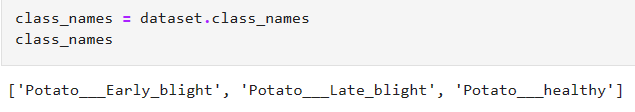 class_names = dataset.class_names
class_names
['Potato___Early_blight', 'Potato___Late_blight', 'Potato___healthy']